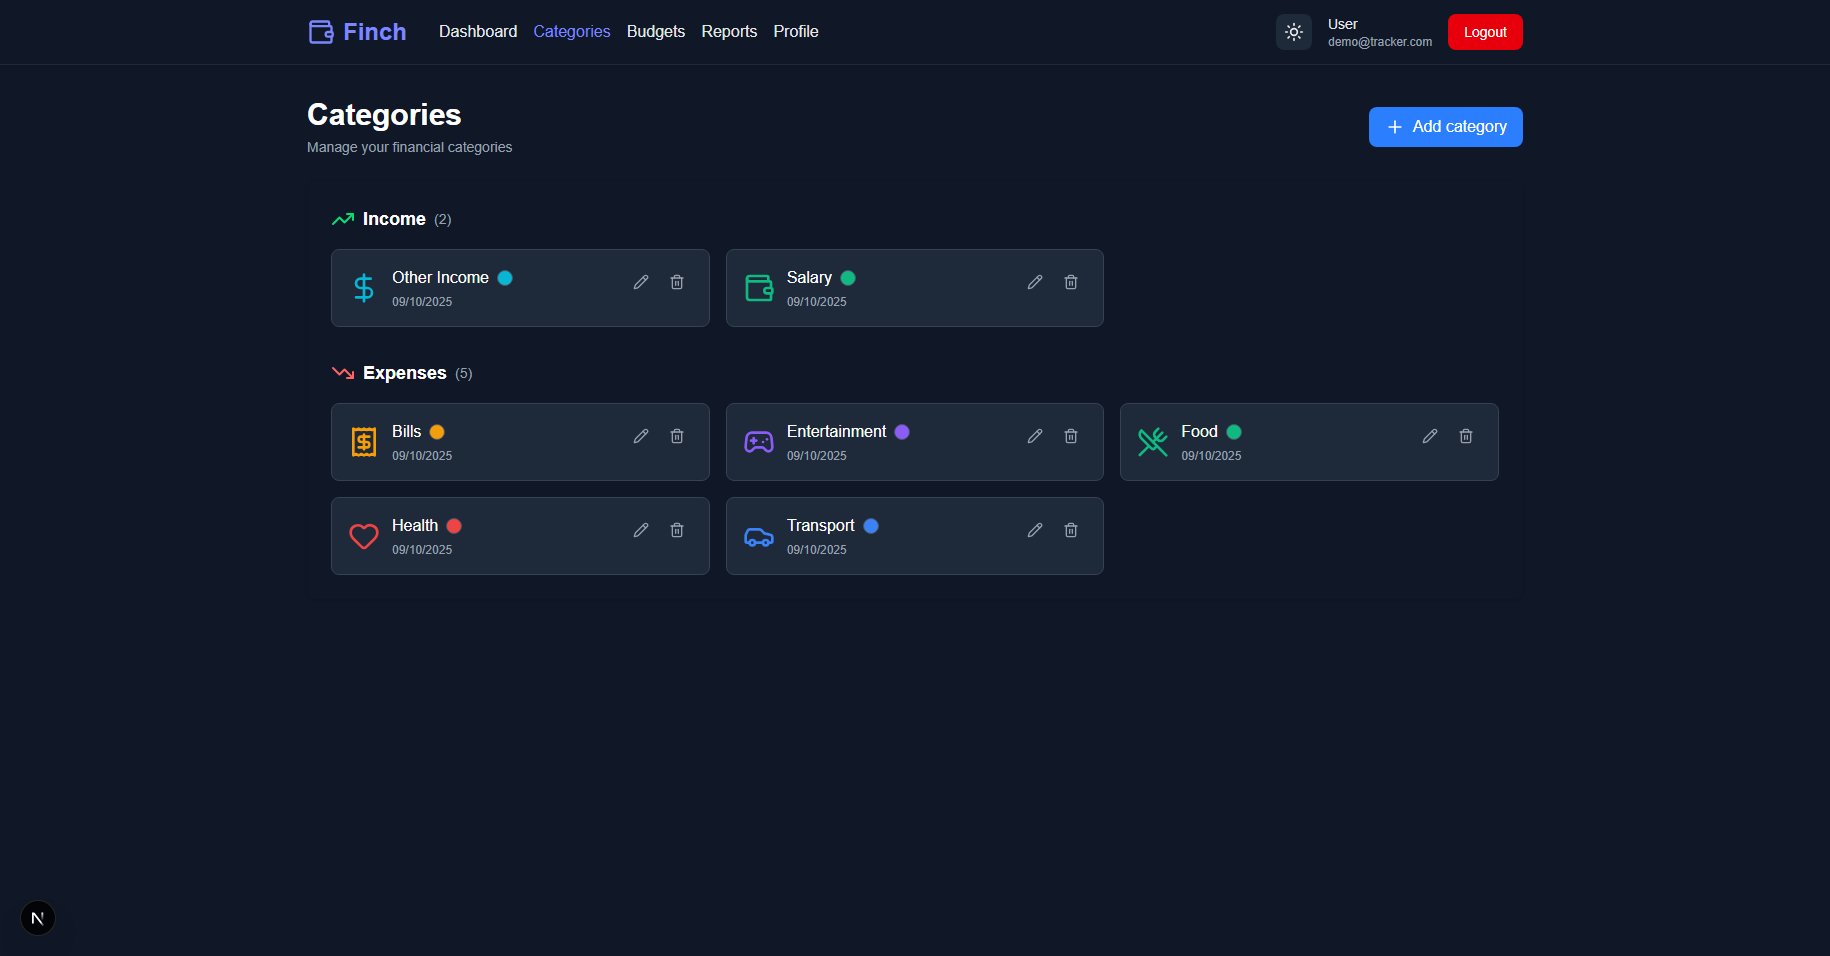 Finch
Dashboard Categories Budgets Reports Profile
User
demo@tracker.com
Logout
Categories
Manage your financial categories
Add category
Income (2)
Other Income
09/10/2025
Salary
09/10/2025
Expenses (5)
Bills
09/10/2025
Entertainment
09/10/2025
Food
09/10/2025
Health
09/10/2025
Transport
09/10/2025
N